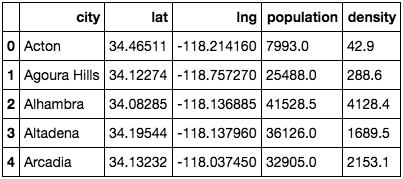 city lat lng population density
0 Acton 34.46511 -118.214160 7993.0 42.9
1 Agoura Hills 34.12274 -118.757270 25488.0 288.6
2 Alhambra 34.08285 -118.136885 41528.5 4128.4
3 Altadena 34.19544 -118.137960 36126.0 1689.5
4 Arcadia 34.13232 -118.037450 32905.0 2153.1